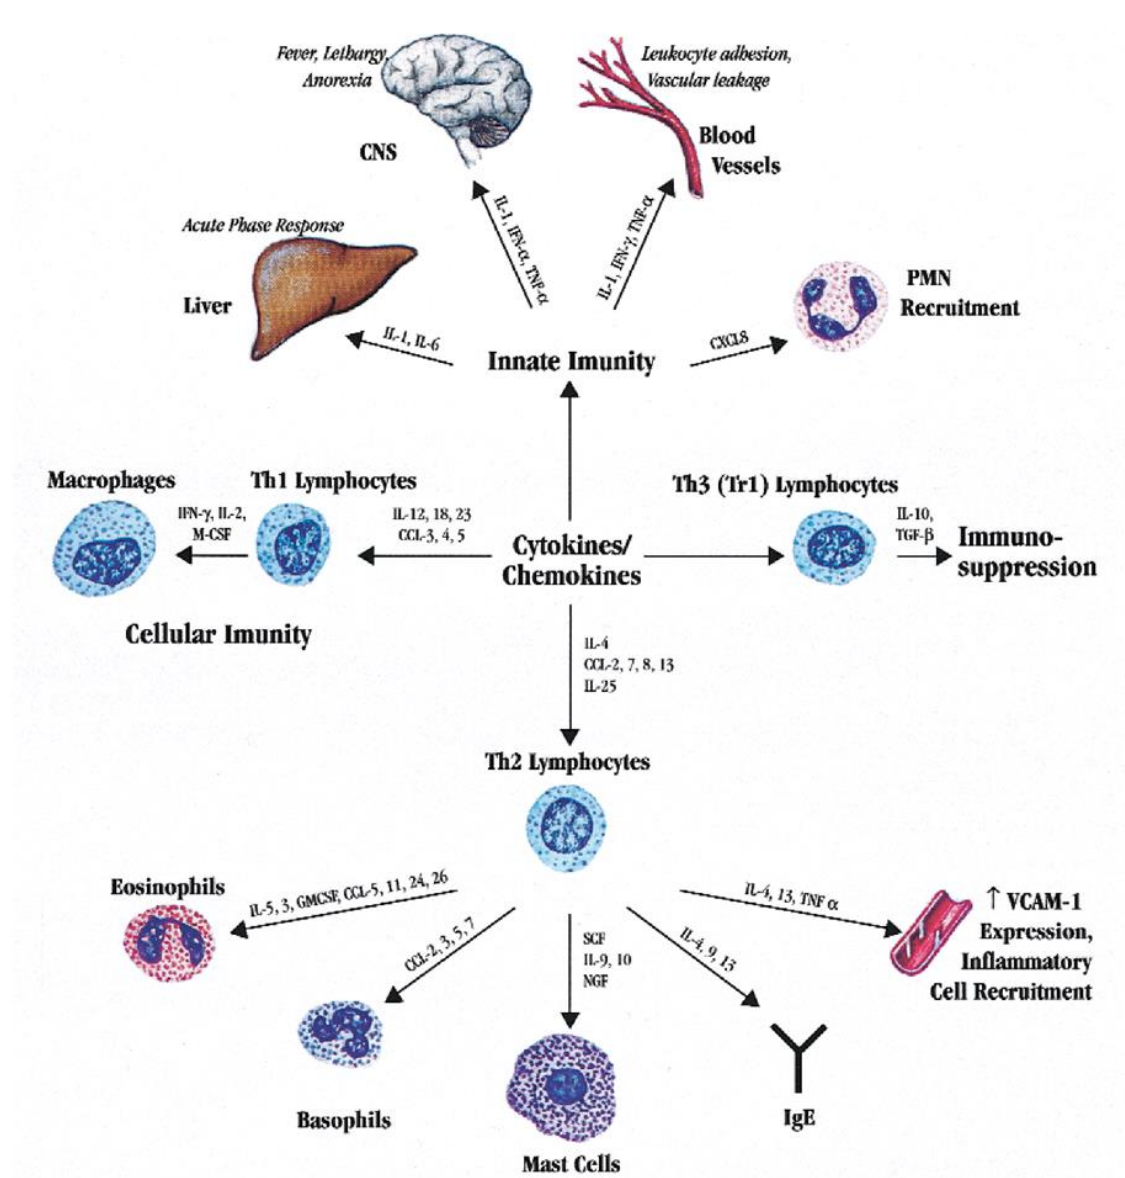 Fever, Lethargy,
Anorexia
CNS
Leukocyte adhesion,
Vascular leakage
Blood
Vessels
Acute Phase Response
Liver
IL-1, IFN-α, TNF-α
IL-1, IFN-γ, TNF-α
PMN
Recruitment
IL-1, IL-6
CXCL8
Innate Imunity
Macrophages
Th1 Lymphocytes
Th3 (Tr1) Lymphocytes
IFN-γ, IL-2,
M-CSF
IL-12, 18, 23
CCL-3, 4, 5
Cytokines/
Chemokines
IL-10,
TGF-β
Immuno-
suppression
Cellular Imunity
IL-4
CCL-2, 7, 8, 13
IL-25
Th2 Lymphocytes
Eosinophils
IL-5, 3, GMCSF, CCL-5, 11, 24, 26
CCL-2, 3, 5, 7
SCF
IL-9, 10
NGF
IL-4, 9, 13
IL-4, 13, TNF α
↑ VCAM-1
Expression,
Inflammatory
Cell Recruitment
Basophils
Mast Cells
IgE